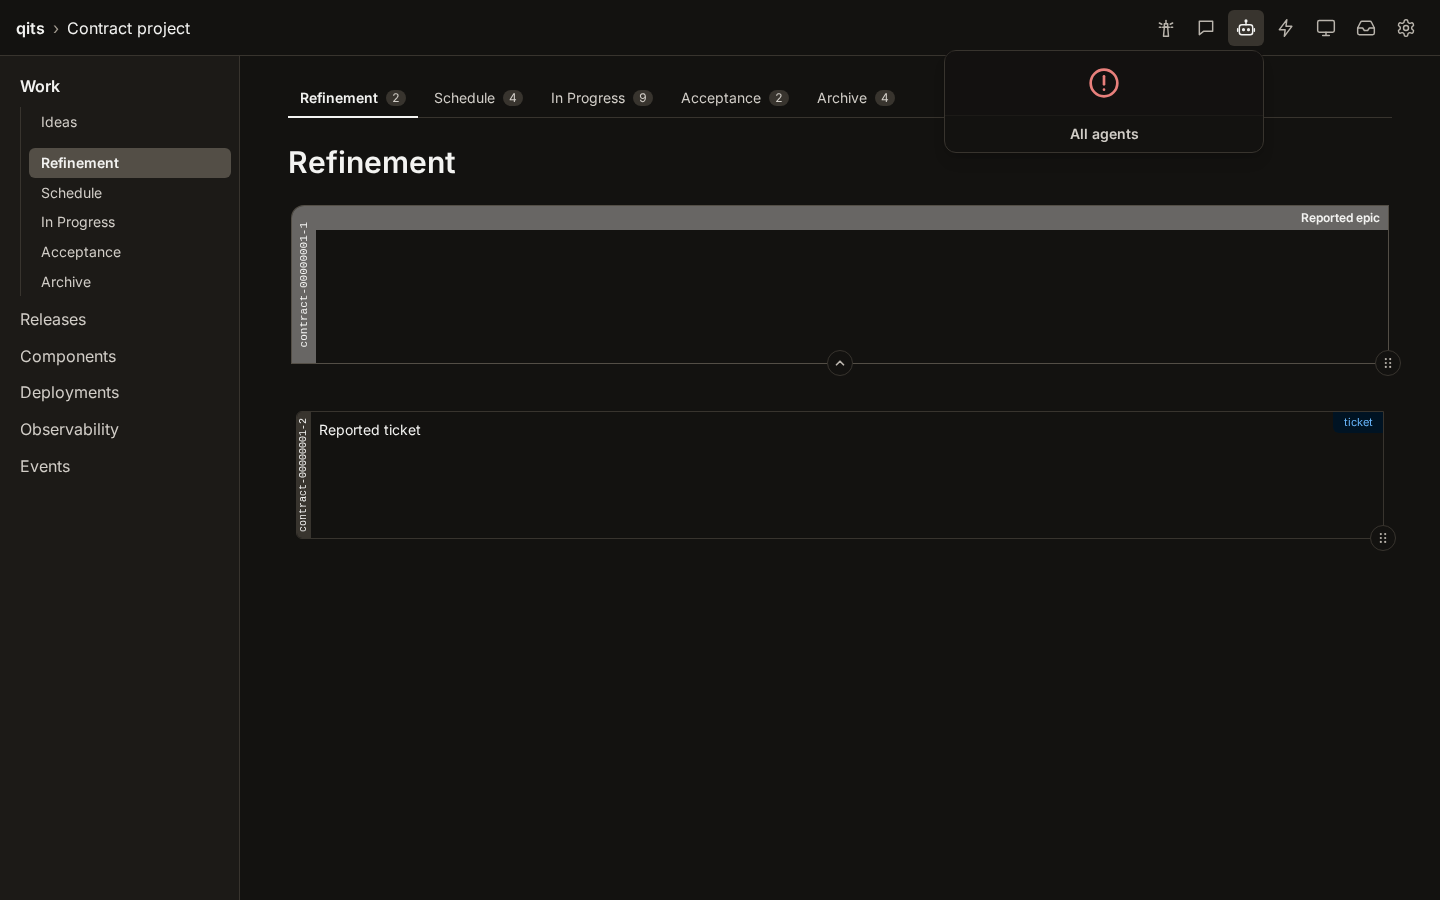 qits › Contract project
All agents
Work
Ideas
Refinement
Schedule
In Progress
Acceptance
Archive
Releases
Components
Deployments
Observability
Events
Refinement 2 Schedule 4 In Progress 9 Acceptance 2 Archive 4
Refinement
Reported epic
contract-00000001-1
contract-00000001-2
Reported ticket
ticket